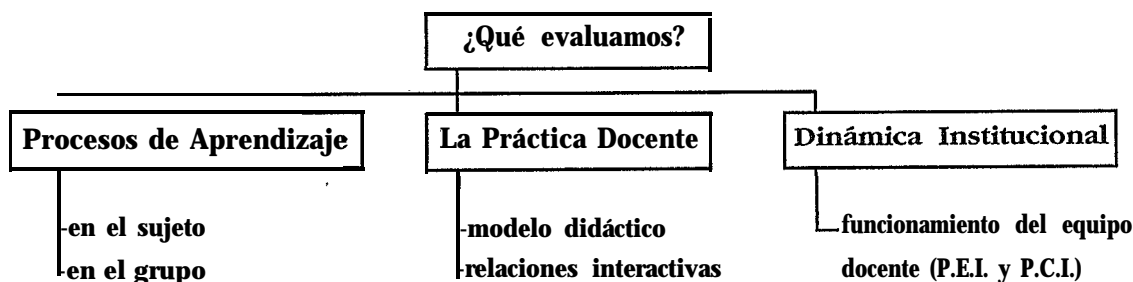 ¿Qué evaluamos?
Procesos de Aprendizaje
-en el sujeto
-en el grupo
La Práctica Docente
-modelo didáctico
-relaciones interactivas
Dinámica Institucional
funcionamiento del equipo
docente (P.E.I. y P.C.I.)